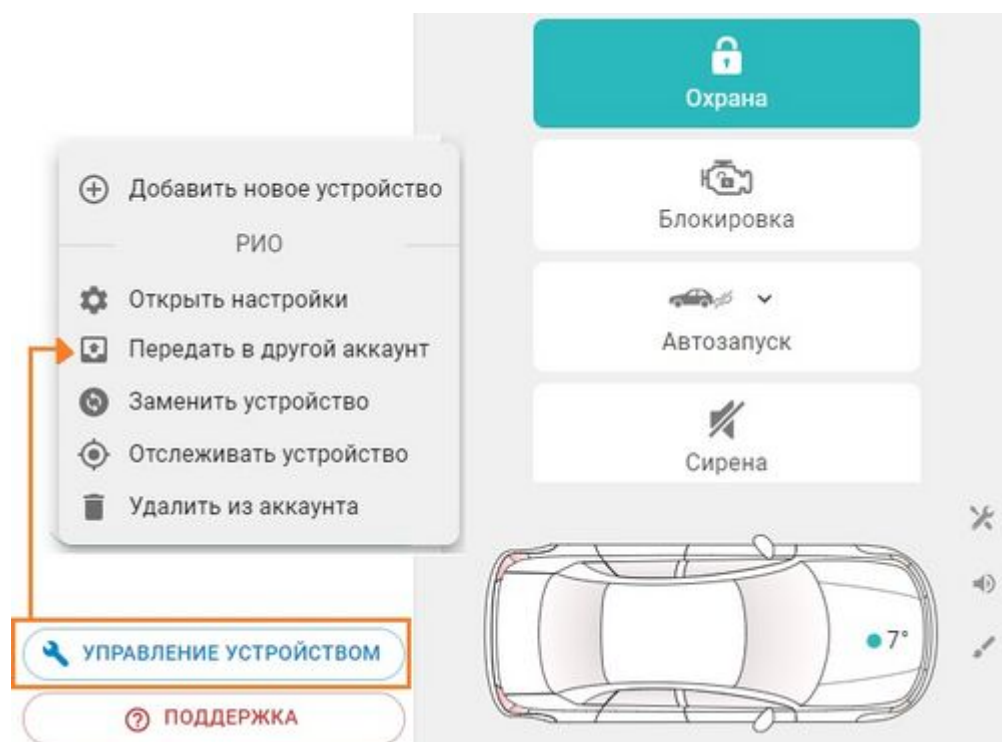 Охрана
Блокировка
Автозапуск
Сирена
Добавить новое устройство
РИО
Открыть настройки
Передать в другой аккаунт
Заменить устройство
Отслеживать устройство
Удалить из аккаунта
7°
УПРАВЛЕНИЕ УСТРОЙСТВОМ
ПОДДЕРЖКА